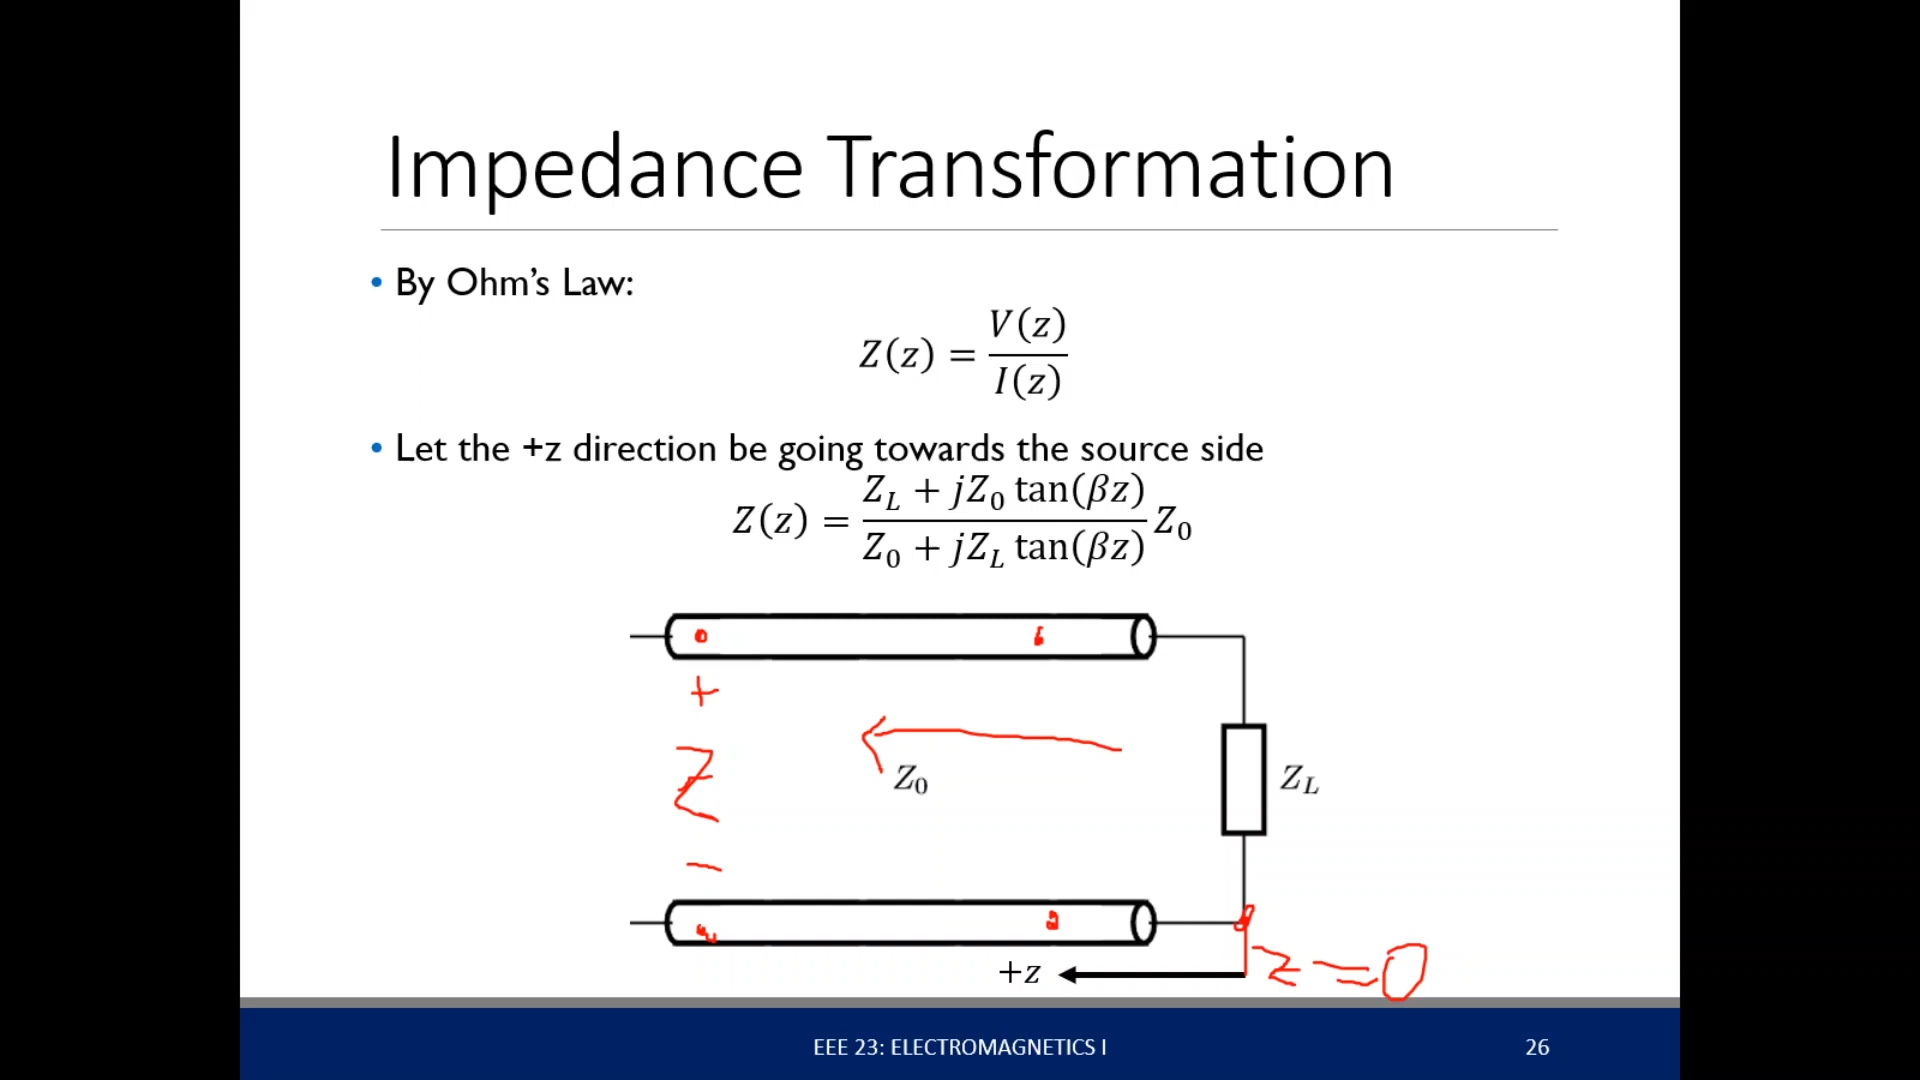 Impedance Transformation
• By Ohm's Law:
Z(z) = V(z) / I(z)
• Let the +z direction be going towards the source side
Z(z) = (Z_L + jZ_0 tan(βz)) / (Z_0 + jZ_L tan(βz)) Z_0
+
Z
Z_0
Z_L
−
+z
z=0
EEE 23: ELECTROMAGNETICS I
26